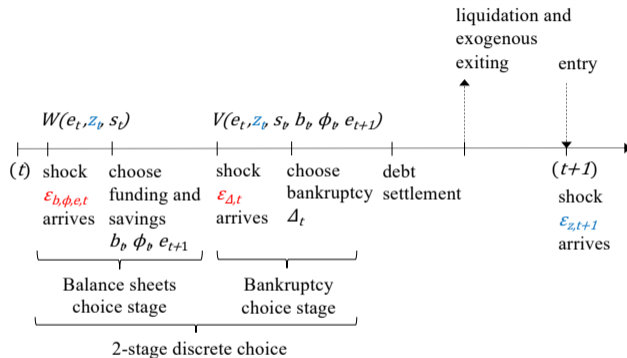 liquidation and
exogenous
exiting
entry
W(e_t, z_t, s_t)
V(e_t, z_t, s_t, b_t, ϕ_t, e_{t+1})
(t)
shock
ε_{b,ϕ,e,t}
arrives
choose
funding and
savings
b_t, ϕ_t, e_{t+1}
shock
ε_{Δ,t}
arrives
choose
bankruptcy
Δ_t
debt
settlement
(t+1)
shock
ε_{z,t+1}
arrives
Balance sheets
choice stage
Bankruptcy
choice stage
2-stage discrete choice